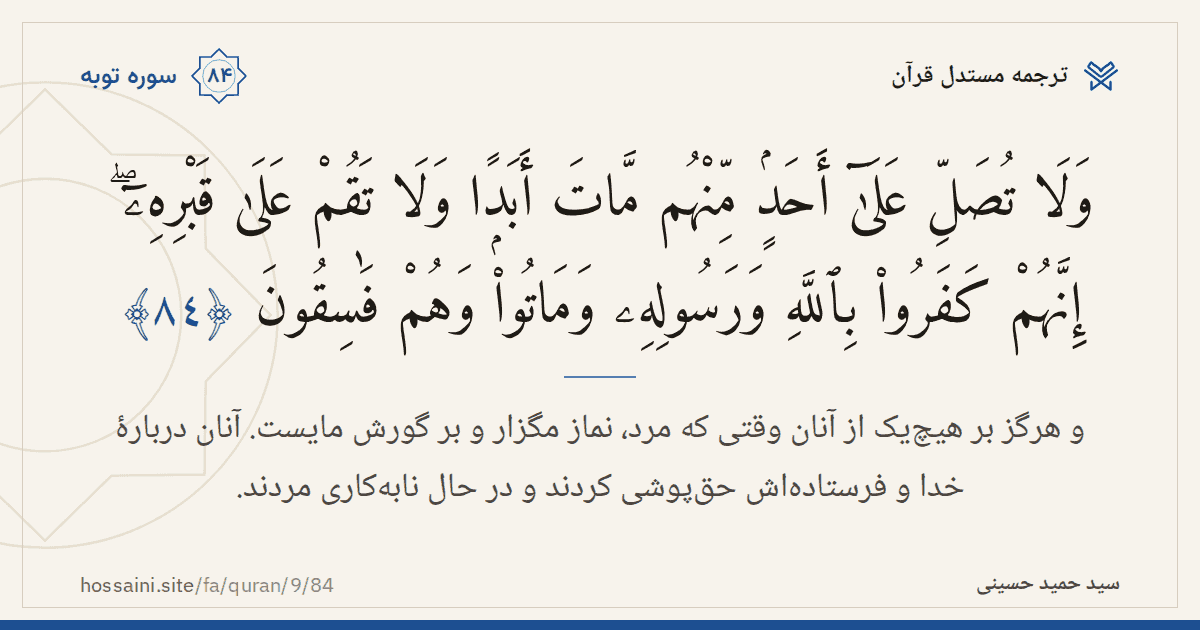 ترجمه مستدل قرآن
۸۴ سوره توبه
وَلَا تُصَلِّ عَلَىٰٓ أَحَدٖ مِّنۡهُم مَّاتَ أَبَدٗا وَلَا تَقُمۡ عَلَىٰ قَبۡرِهِۦٓۖ
إِنَّهُمۡ كَفَرُواْ بِٱللَّهِ وَرَسُولِهِۦ وَمَاتُواْ وَهُمۡ فَٰسِقُونَ ﴿٨٤﴾
و هرگز بر هیچ‌یک از آنان وقتی که مرد، نماز مگزار و بر گورش مایست. آنان دربارهٔ
خدا و فرستاده‌اش حق‌پوشی کردند و در حال نابه‌کاری مردند.
سید حمید حسینی
hossaini.site/fa/quran/9/84